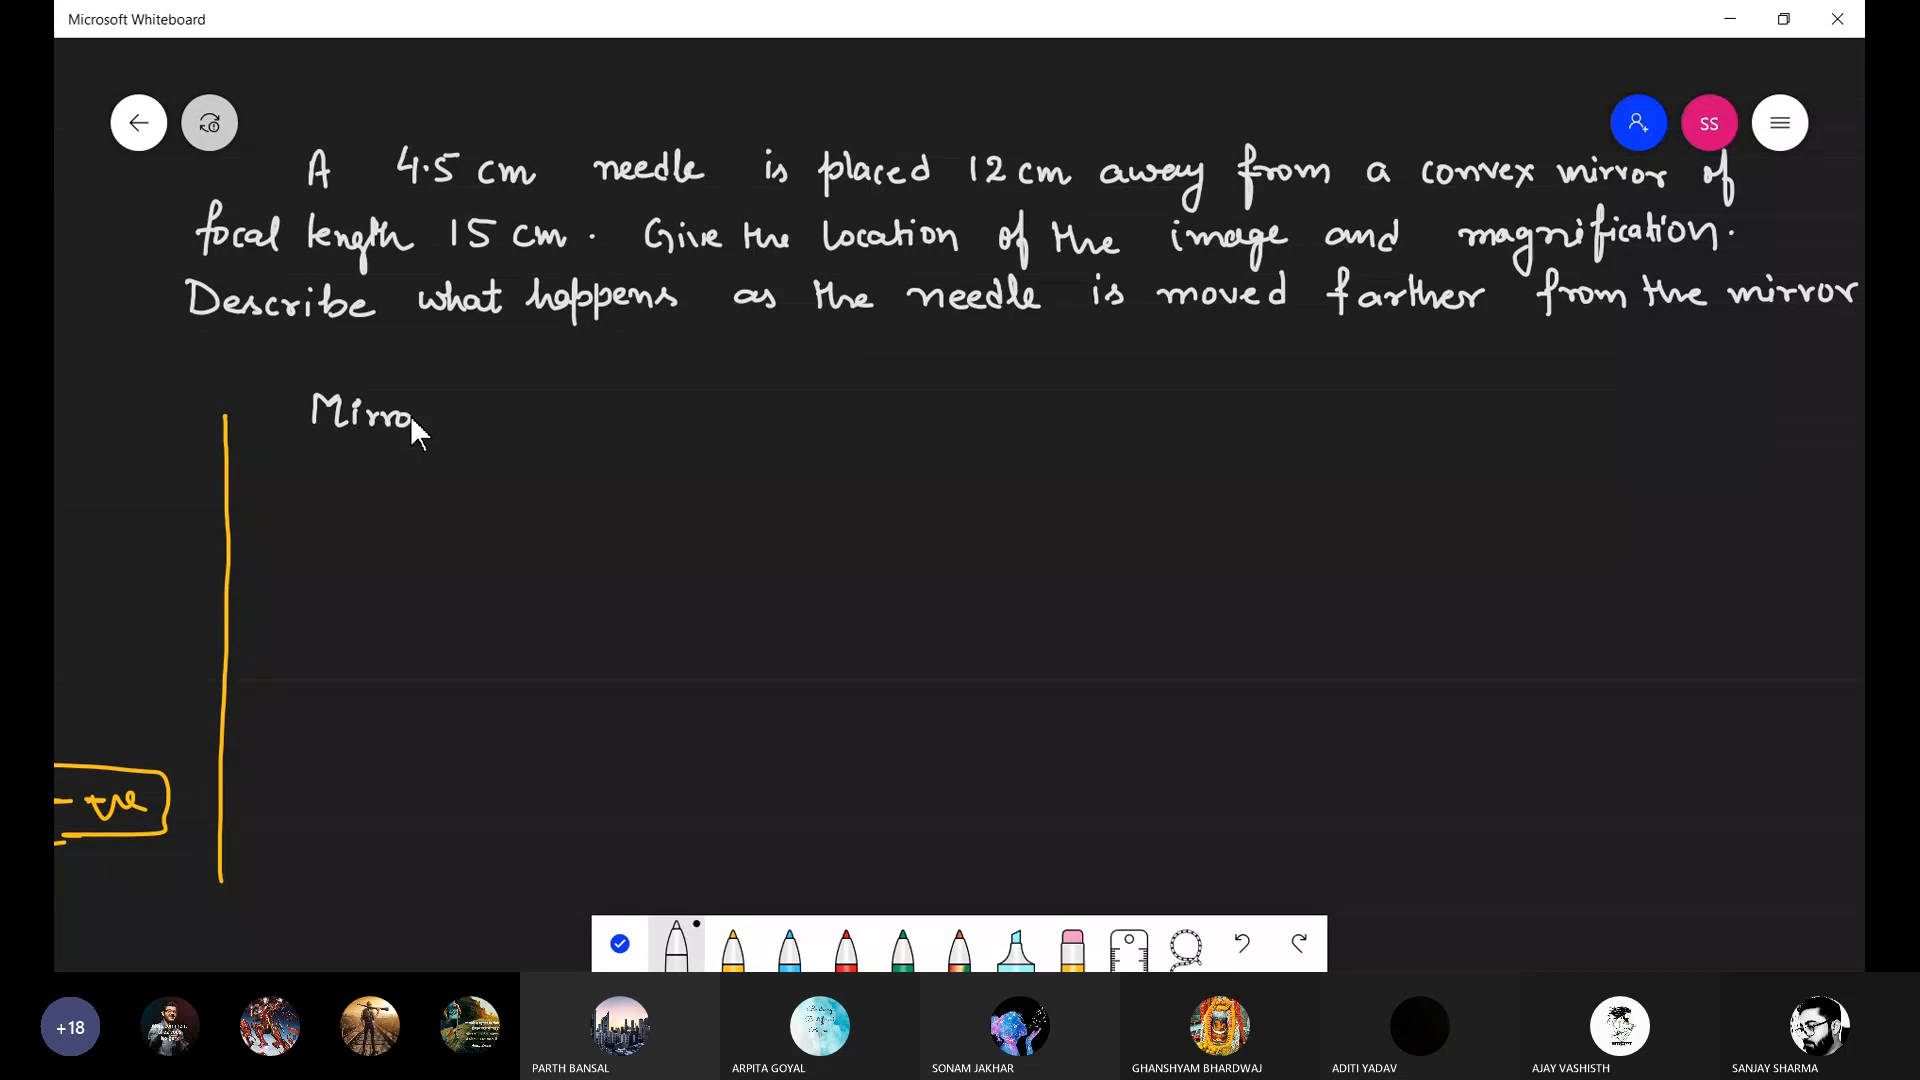 Microsoft Whiteboard
SS
A 4.5 cm needle is placed 12 cm away from a convex mirror of
focal length 15 cm. Give the location of the image and magnification.
Describe what happens as the needle is moved farther from the mirror
Mirro
- +ve
+18
PARTH BANSAL
ARPITA GOYAL
SONAM JAKHAR
GHANSHYAM BHARDWAJ
ADITI YADAV
AJAY VASHISTH
SANJAY SHARMA